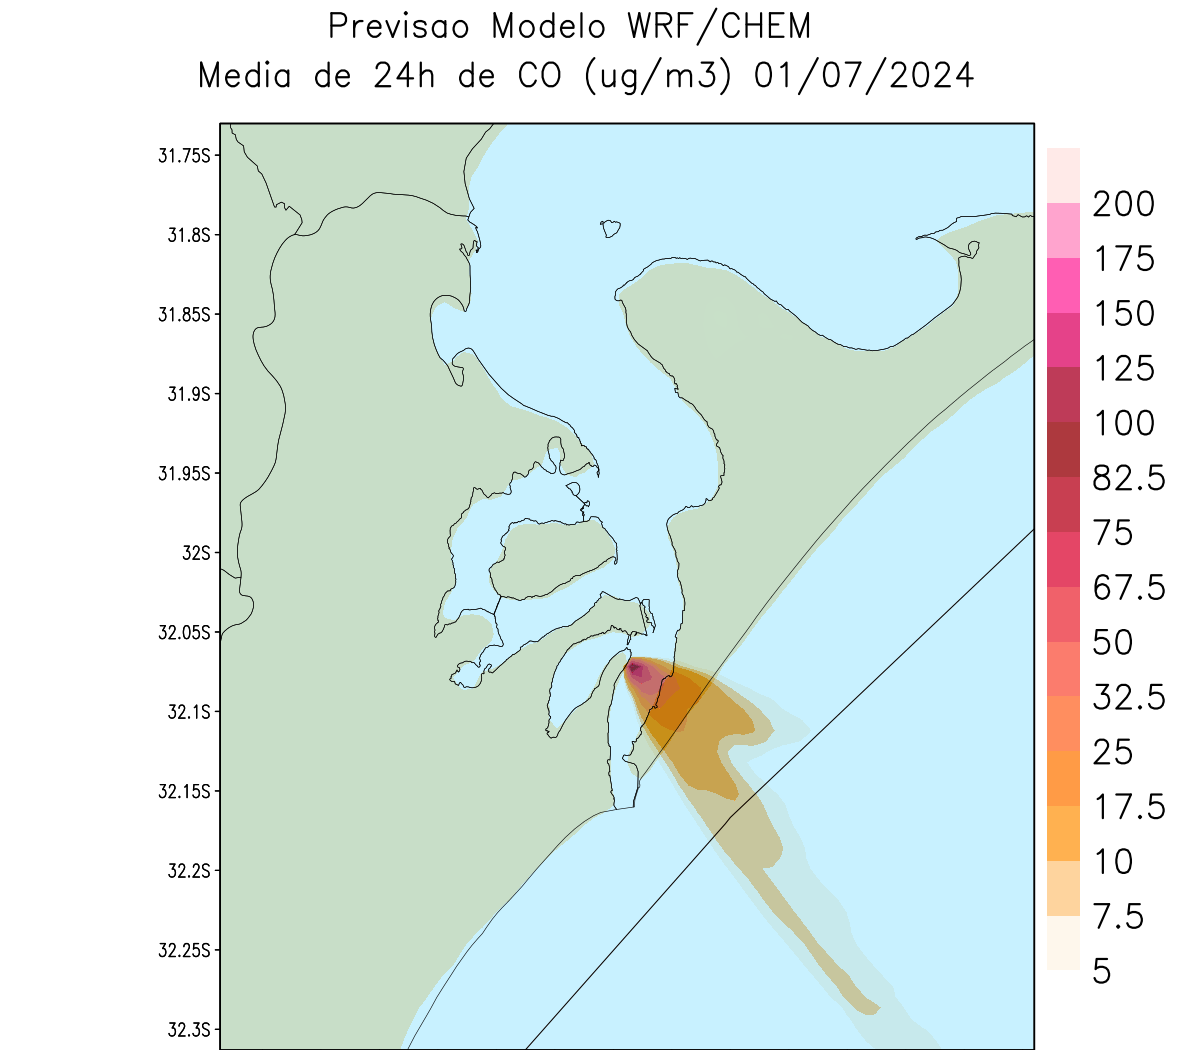 Previsao Modelo WRF/CHEM
Media de 24h de CO (ug/m3) 01/07/2024
31.75S
31.8S
31.85S
31.9S
31.95S
32S
32.05S
32.1S
32.15S
32.2S
32.25S
32.3S
200
175
150
125
100
82.5
75
67.5
50
32.5
25
17.5
10
7.5
5